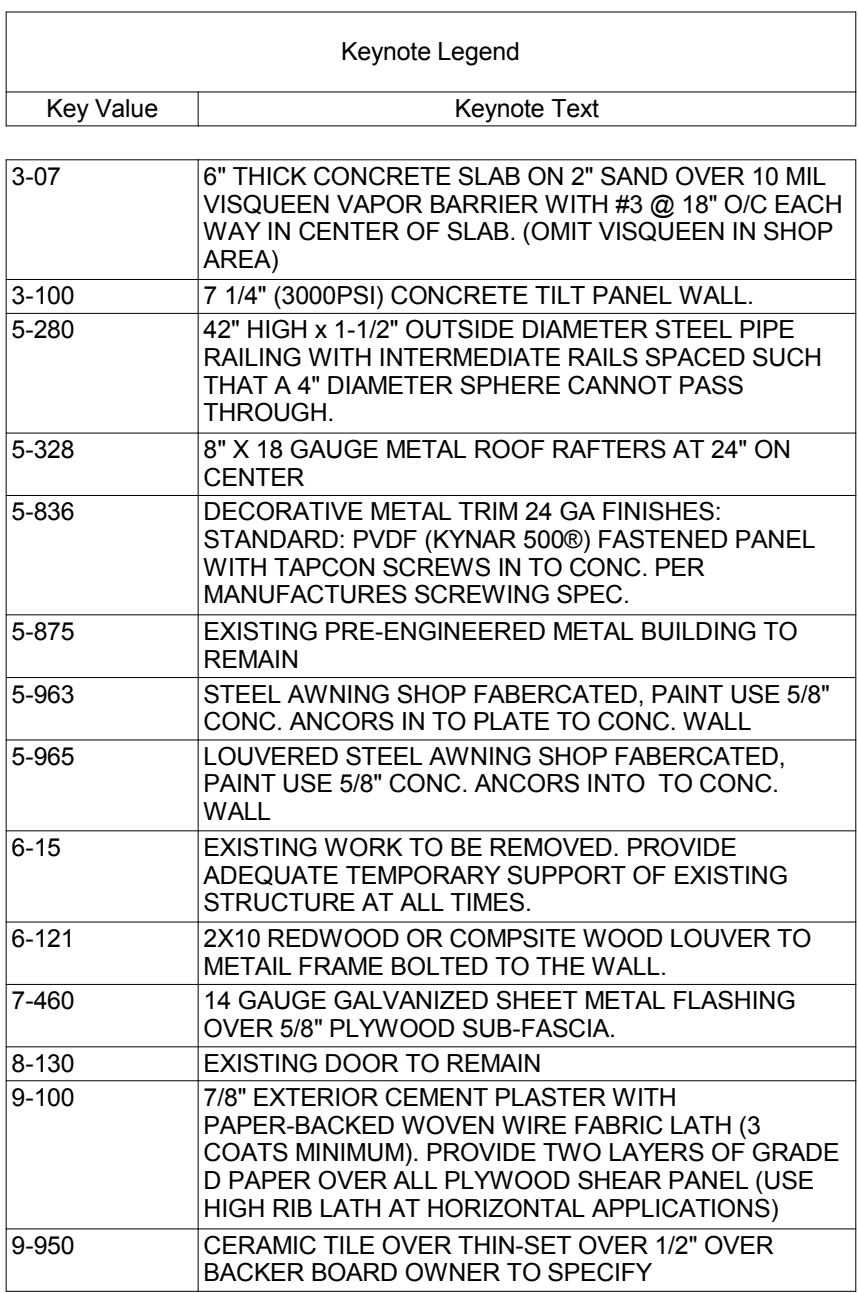 Keynote Legend
Key Value Keynote Text
3-07 6" THICK CONCRETE SLAB ON 2" SAND OVER 10 MIL
VISQUEEN VAPOR BARRIER WITH #3 @ 18" O/C EACH
WAY IN CENTER OF SLAB. (OMIT VISQUEEN IN SHOP
AREA)
3-100 7 1/4" (3000PSI) CONCRETE TILT PANEL WALL.
5-280 42" HIGH x 1-1/2" OUTSIDE DIAMETER STEEL PIPE
RAILING WITH INTERMEDIATE RAILS SPACED SUCH
THAT A 4" DIAMETER SPHERE CANNOT PASS
THROUGH.
5-328 8" X 18 GAUGE METAL ROOF RAFTERS AT 24" ON
CENTER
5-836 DECORATIVE METAL TRIM 24 GA FINISHES:
STANDARD: PVDF (KYNAR 500®) FASTENED PANEL
WITH TAPCON SCREWS IN TO CONC. PER
MANUFACTURES SCREWING SPEC.
5-875 EXISTING PRE-ENGINEERED METAL BUILDING TO
REMAIN
5-963 STEEL AWNING SHOP FABERCATED, PAINT USE 5/8"
CONC. ANCORS IN TO PLATE TO CONC. WALL
5-965 LOUVERED STEEL AWNING SHOP FABERCATED,
PAINT USE 5/8" CONC. ANCORS INTO  TO CONC.
WALL
6-15 EXISTING WORK TO BE REMOVED. PROVIDE
ADEQUATE TEMPORARY SUPPORT OF EXISTING
STRUCTURE AT ALL TIMES.
6-121 2X10 REDWOOD OR COMPSITE WOOD LOUVER TO
METAIL FRAME BOLTED TO THE WALL.
7-460 14 GAUGE GALVANIZED SHEET METAL FLASHING
OVER 5/8" PLYWOOD SUB-FASCIA.
8-130 EXISTING DOOR TO REMAIN
9-100 7/8" EXTERIOR CEMENT PLASTER WITH
PAPER-BACKED WOVEN WIRE FABRIC LATH (3
COATS MINIMUM). PROVIDE TWO LAYERS OF GRADE
D PAPER OVER ALL PLYWOOD SHEAR PANEL (USE
HIGH RIB LATH AT HORIZONTAL APPLICATIONS)
9-950 CERAMIC TILE OVER THIN-SET OVER 1/2" OVER
BACKER BOARD OWNER TO SPECIFY